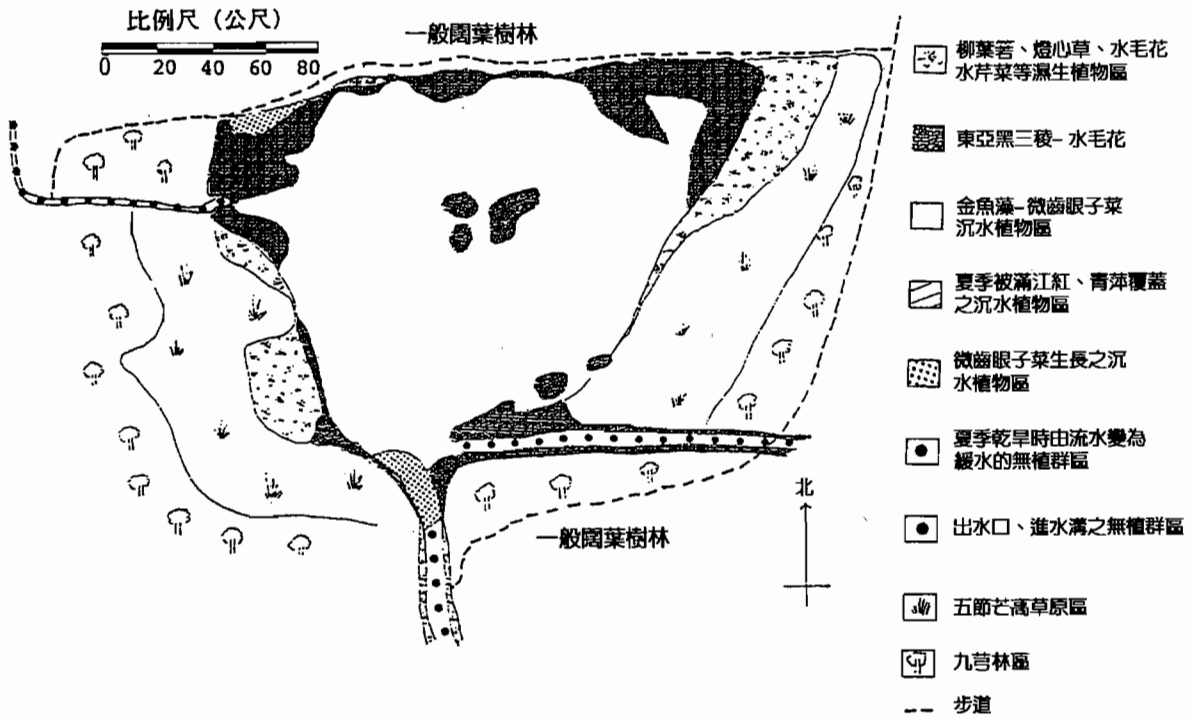 比例尺（公尺）
0 20 40 60 80
一般闊葉樹林
一般闊葉樹林
北
柳葉箬、燈心草、水毛花
水芹菜等濕生植物區
東亞黑三稜-水毛花
金魚藻-微齒眼子菜
沉水植物區
夏季被滿江紅、青萍覆蓋
之沉水植物區
微齒眼子菜生長之沉
水植物區
夏季乾旱時由流水變為
緩水的無植群區
出水口、進水溝之無植群區
五節芒高草原區
九芎林區
步道